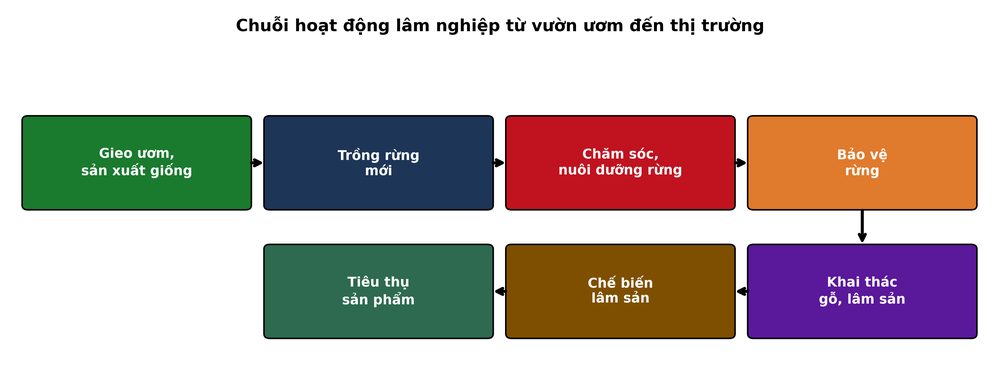 Chuỗi hoạt động lâm nghiệp từ vườn ươm đến thị trường
Gieo ươm,
sản xuất giống
Trồng rừng
mới
Chăm sóc,
nuôi dưỡng rừng
Bảo vệ
rừng
Khai thác
gỗ, lâm sản
Chế biến
lâm sản
Tiêu thụ
sản phẩm